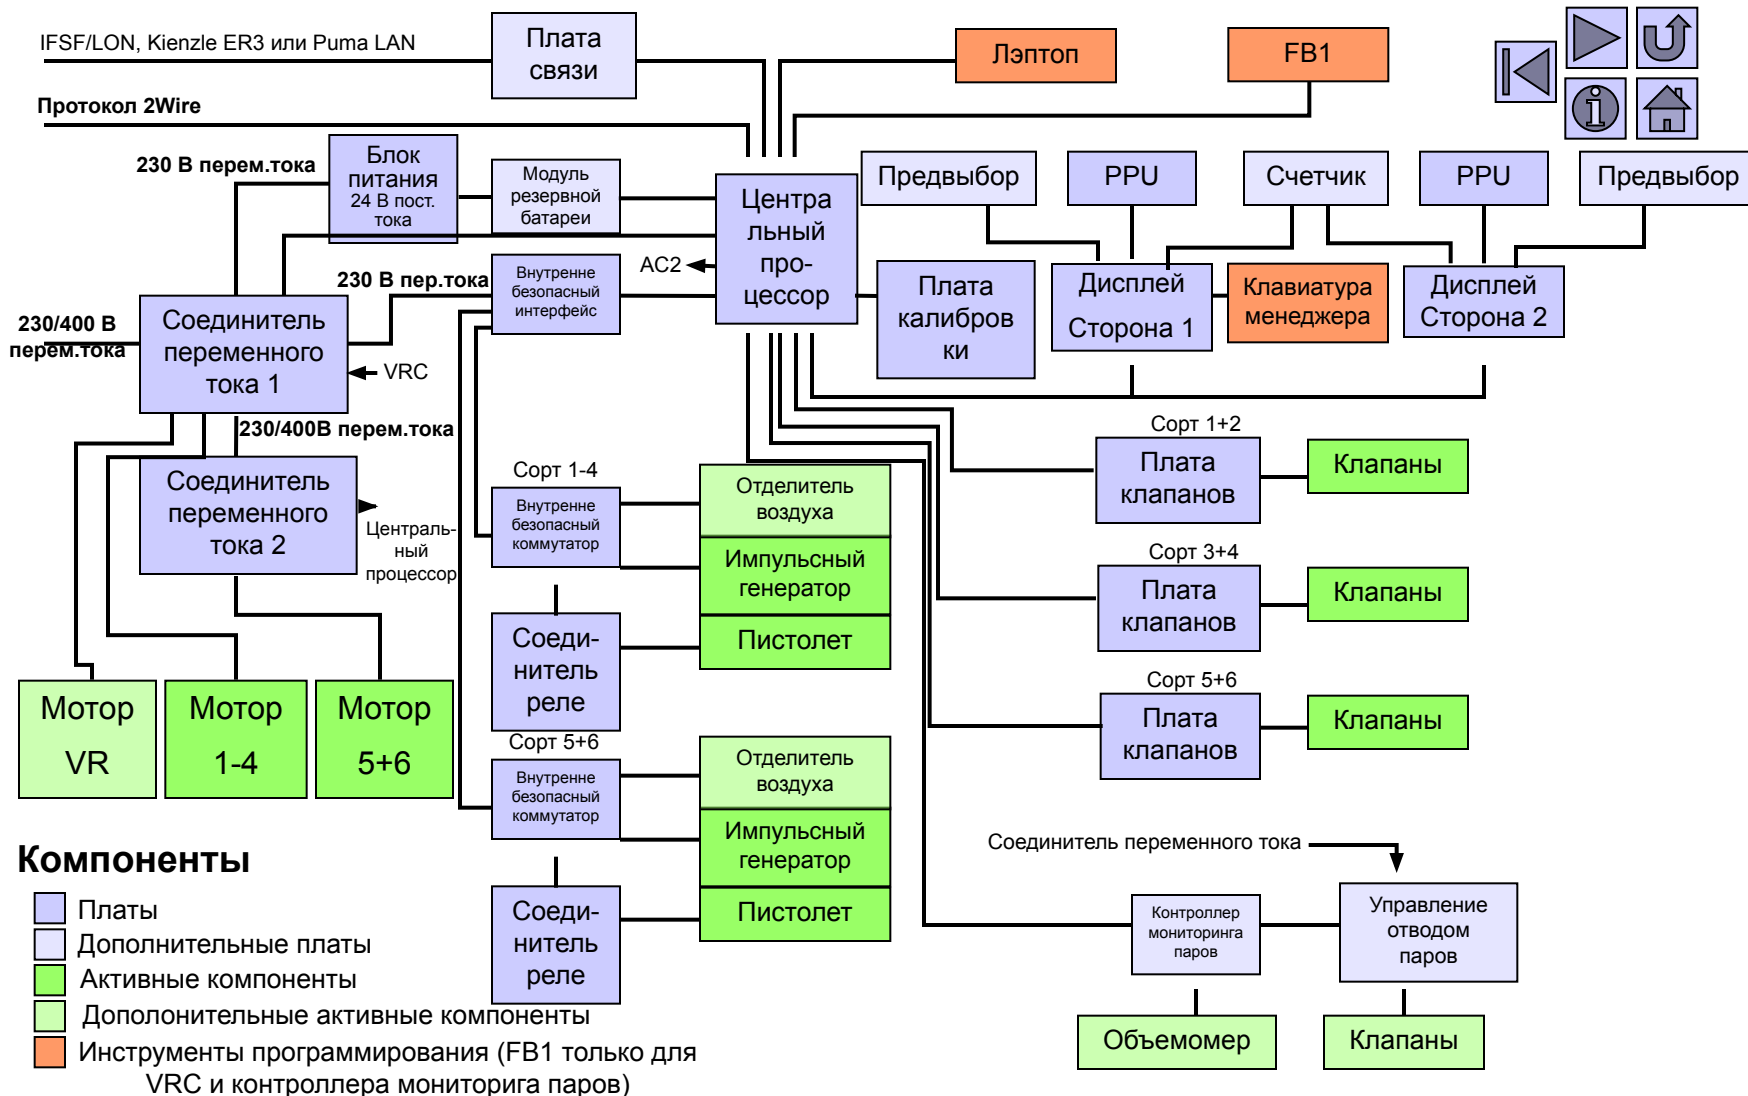 IFSF/LON, Kienzle ER3 или Puma LAN
Плата
связи
Лэптоп
FB1
Протокол 2Wire
230 В перем.тока
Блок
питания
24 В пост.
тока
Модуль
резервной
батареи
Центра
льный
про-
цессор
Предвыбор
PPU
Счетчик
PPU
Предвыбор
AC2
230 В пер.тока
Внутренне
безопасный
интерфейс
Плата
калибров
ки
Дисплей
Сторона 1
Клавиатура
менеджера
Дисплей
Сторона 2
230/400 В
перем.тока
Соединитель
переменного
тока 1
VRC
230/400В перем.тока
Соединитель
переменного
тока 2
Централь-
ный
процессор
Сорт 1-4
Внутренне
безопасный
коммутатор
Отделитель
воздуха
Импульсный
генератор
Пистолет
Соеди-
нитель
реле
Сорт 1+2
Плата
клапанов
Клапаны
Сорт 3+4
Плата
клапанов
Клапаны
Сорт 5+6
Плата
клапанов
Клапаны
Мотор
VR
Мотор
1-4
Мотор
5+6
Сорт 5+6
Внутренне
безопасный
коммутатор
Отделитель
воздуха
Импульсный
генератор
Пистолет
Соеди-
нитель
реле
Соединитель переменного тока
Контроллер
мониторинга
паров
Управление
отводом
паров
Объемомер
Клапаны
Компоненты
Платы
Дополнительные платы
Активные компоненты
Дополонительные активные компоненты
Инструменты программирования (FB1 только для
VRC и контроллера мониторига паров)